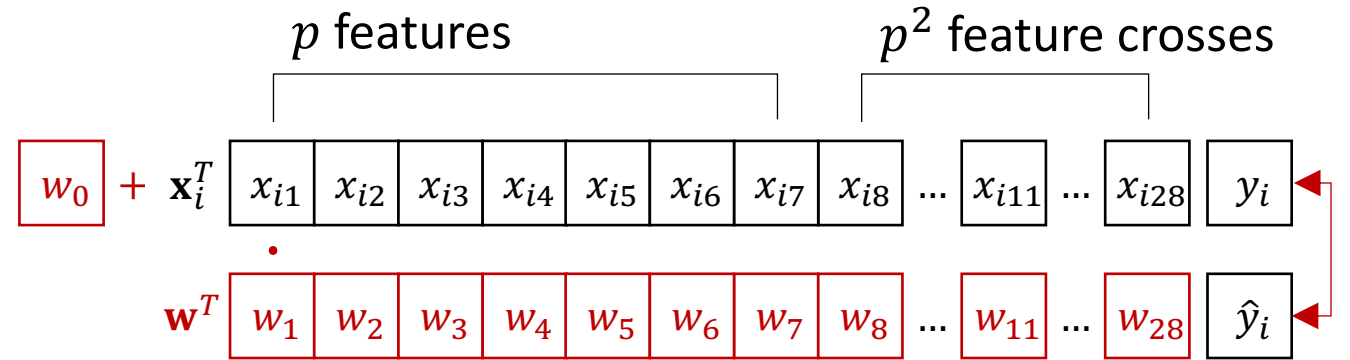 p features p² feature crosses
w₀ + xᵢᵀ xᵢ₁ xᵢ₂ xᵢ₃ xᵢ₄ xᵢ₅ xᵢ₆ xᵢ₇ xᵢ₈ ... xᵢ₁₁ ... xᵢ₂₈ yᵢ
·
wᵀ w₁ w₂ w₃ w₄ w₅ w₆ w₇ w₈ ... w₁₁ ... w₂₈ ŷᵢ